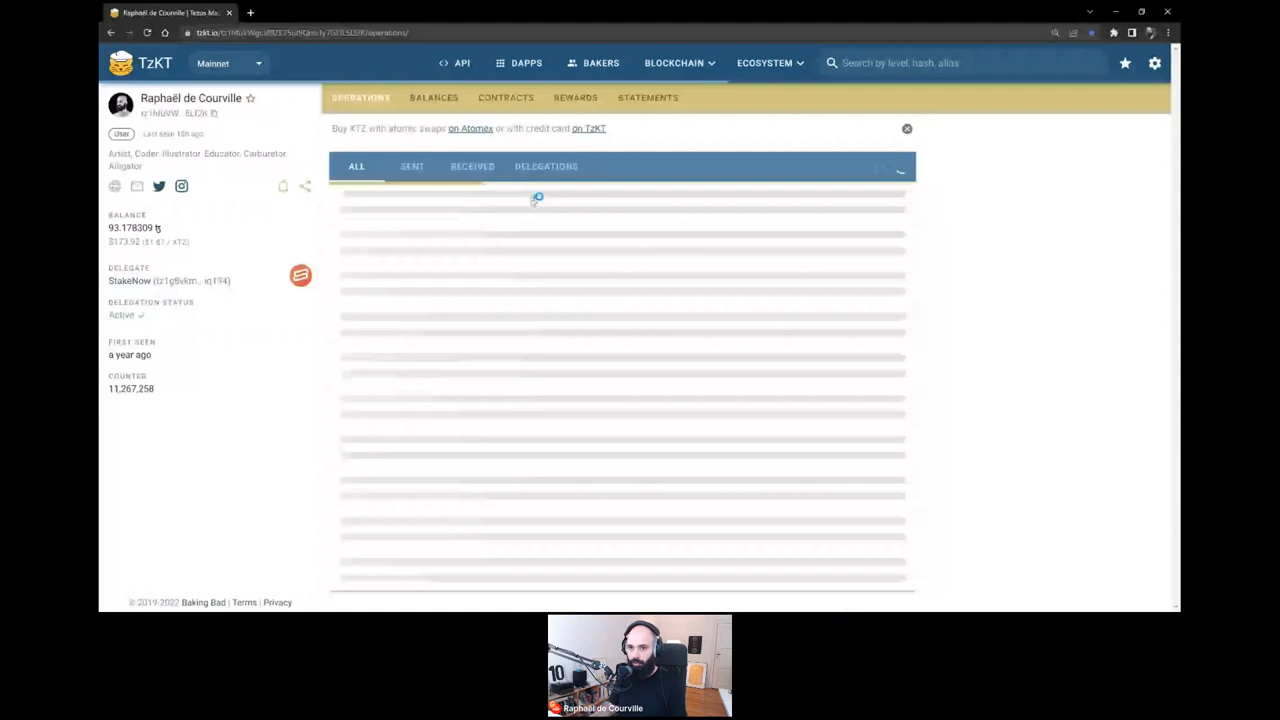 Raphaël de Courville | Tezos Ma...
TzKT
Mainnet
API
DAPPS
BAKERS
BLOCKCHAIN
ECOSYSTEM
Search by level, hash, alias
Raphaël de Courville
User
Last seen 10h ago
Artist, Coder Illustrator Educator, Carburetor
Alligator
BALANCE
93.178309 ꜩ
DELEGATE
StakeNow
DELEGATION STATUS
Active
FIRST SEEN
a year ago
COUNTER
11,267,258
OPERATIONS
BALANCES
CONTRACTS
REWARDS
STATEMENTS
Buy XTZ with atomic swaps on Atomex or with credit card on TzKT
ALL
SENT
RECEIVED
DELEGATIONS
© 2019-2022 Baking Bad | Terms | Privacy
10
Raphaël de Courville